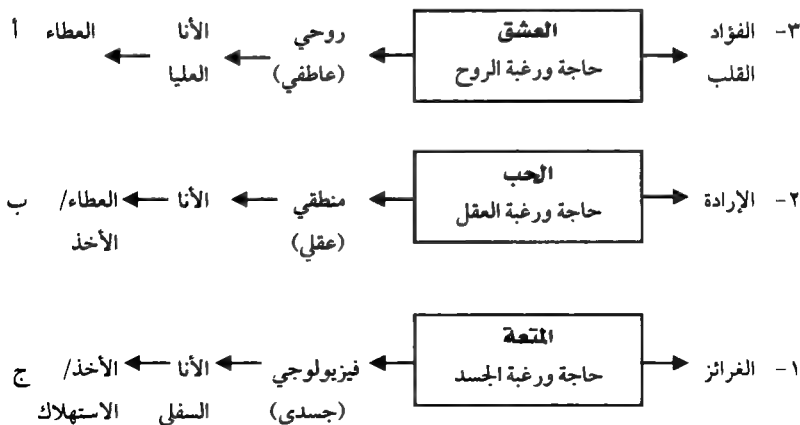 ٣- الفؤاد العشق روحي الأنا العطاء أ
القلب حاجة ورغبة الروح (عاطفي) العليا
٢- الإرادة الحب منطقي الأنا العطاء/ ب
حاجة ورغبة العقل (عقلي) الأخذ
١- الغرائز المتعة فيزيولوجي الأنا الأخذ/ ج
حاجة ورغبة الجسد (جسدي) السفلى الاستهلاك